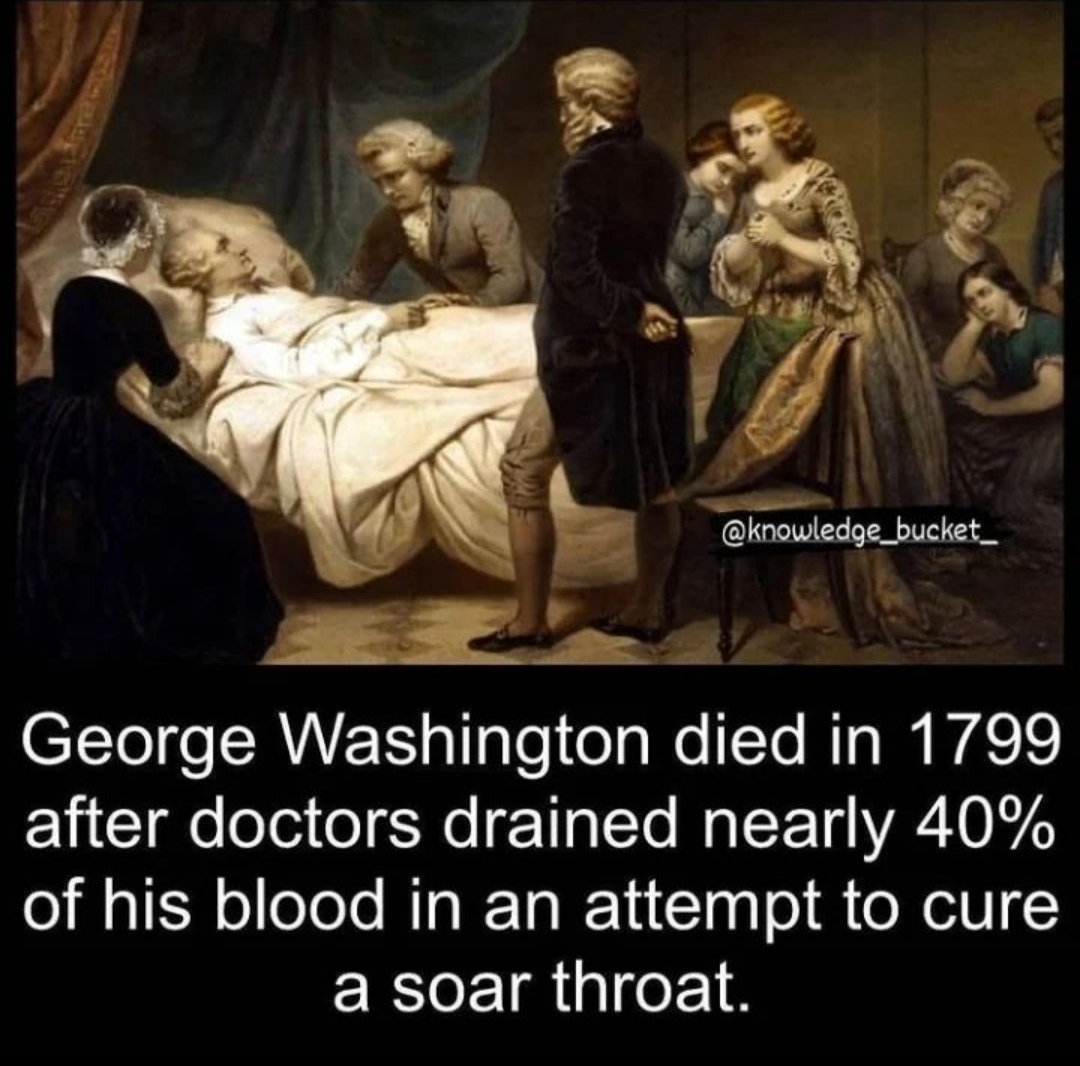 @knowledge_bucket_
George Washington died in 1799
after doctors drained nearly 40%
of his blood in an attempt to cure
a soar throat.